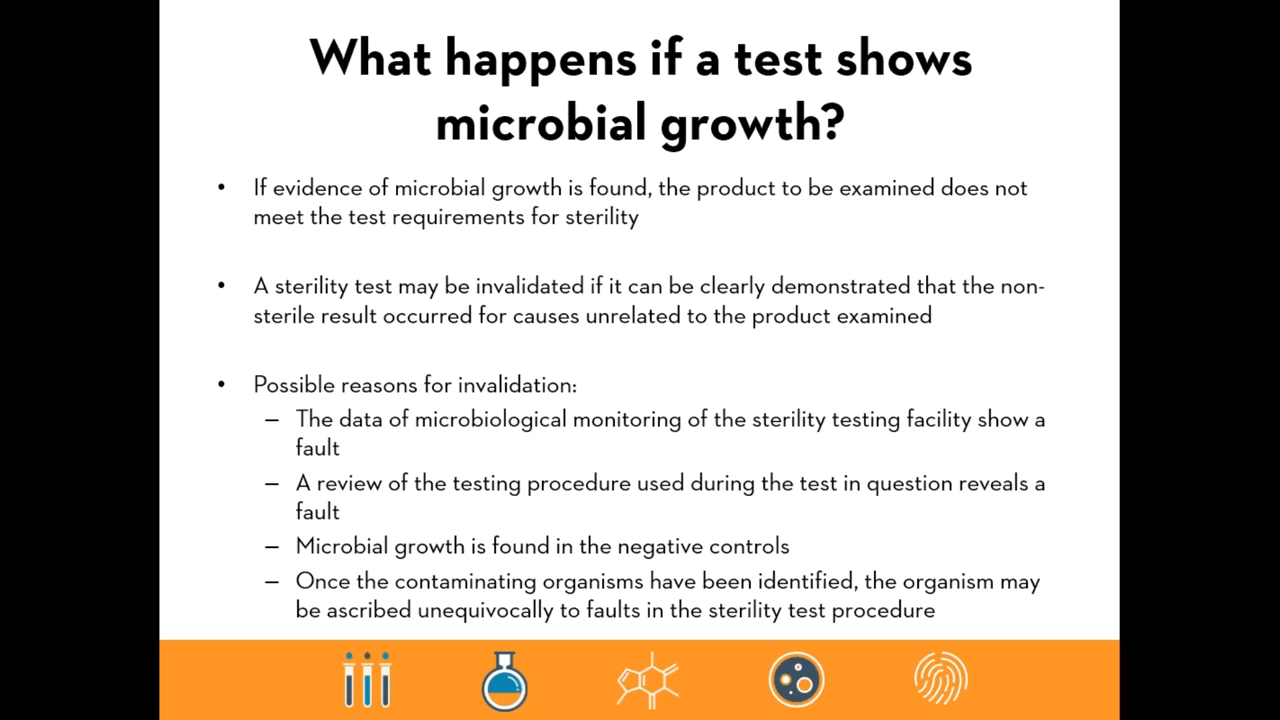 What happens if a test shows
microbial growth?
• If evidence of microbial growth is found, the product to be examined does not
meet the test requirements for sterility
• A sterility test may be invalidated if it can be clearly demonstrated that the non-
sterile result occurred for causes unrelated to the product examined
• Possible reasons for invalidation:
– The data of microbiological monitoring of the sterility testing facility show a
fault
– A review of the testing procedure used during the test in question reveals a
fault
– Microbial growth is found in the negative controls
– Once the contaminating organisms have been identified, the organism may
be ascribed unequivocally to faults in the sterility test procedure